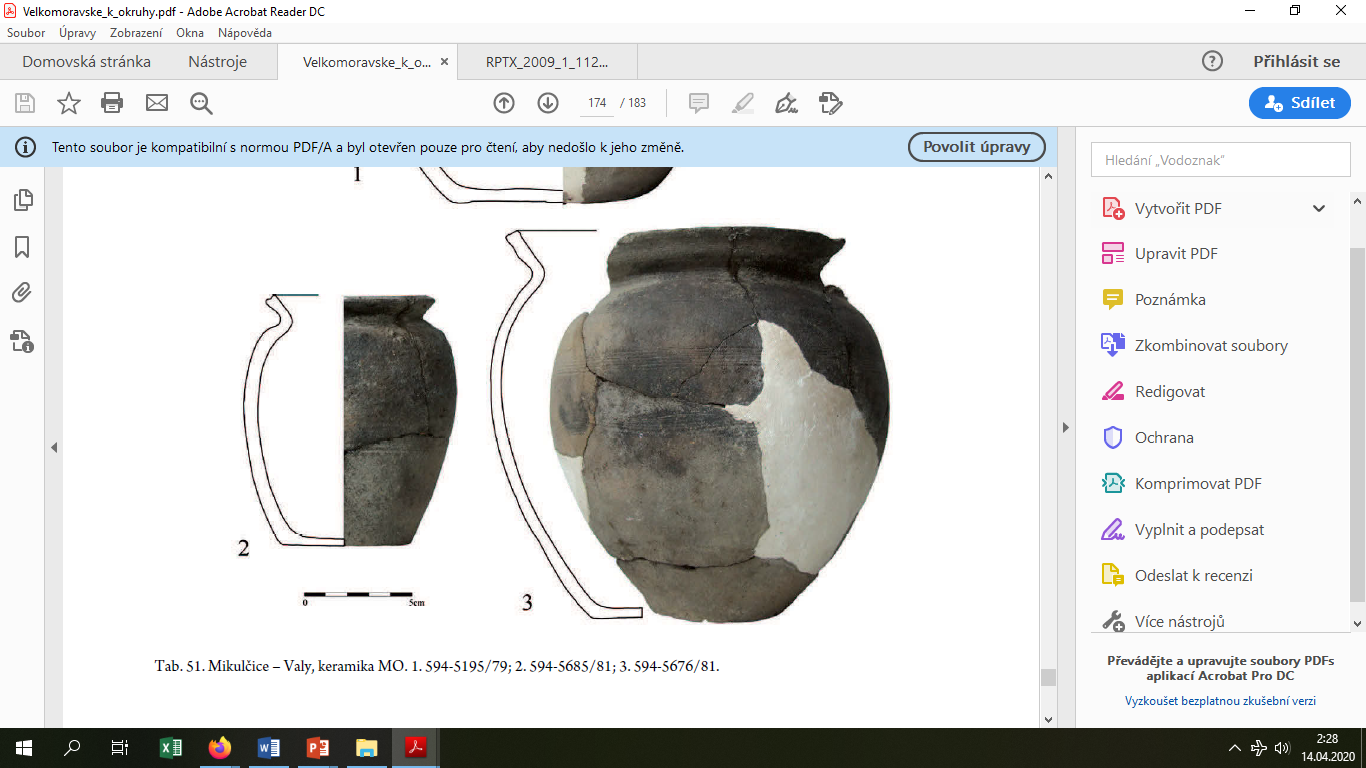 Velkomoravske_k_okruhy.pdf - Adobe Acrobat Reader DC
Soubor Úpravy Zobrazení Okna Nápověda
Domovská stránka Nástroje Velkomoravske_k_o... × RPTX_2009_1_112... ? Přihlásit se
174 / 183 Sdílet
Tento soubor je kompatibilní s normou PDF/A a byl otevřen pouze pro čtení, aby nedošlo k jeho změně. Povolit úpravy
Hledání „Vodoznak“
Vytvořit PDF
Upravit PDF
Poznámka
Zkombinovat soubory
Redigovat
Ochrana
Komprimovat PDF
Vyplnit a podepsat
Odeslat k recenzi
Více nástrojů
Převádějte a upravujte soubory PDFs
aplikací Acrobat Pro DC
Vyzkoušet bezplatnou zkušební verzi
1
2
3
0 5cm
Tab. 51. Mikulčice – Valy, keramika MO. 1. 594-5195/79; 2. 594-5685/81; 3. 594-5676/81.
2:28
14.04.2020